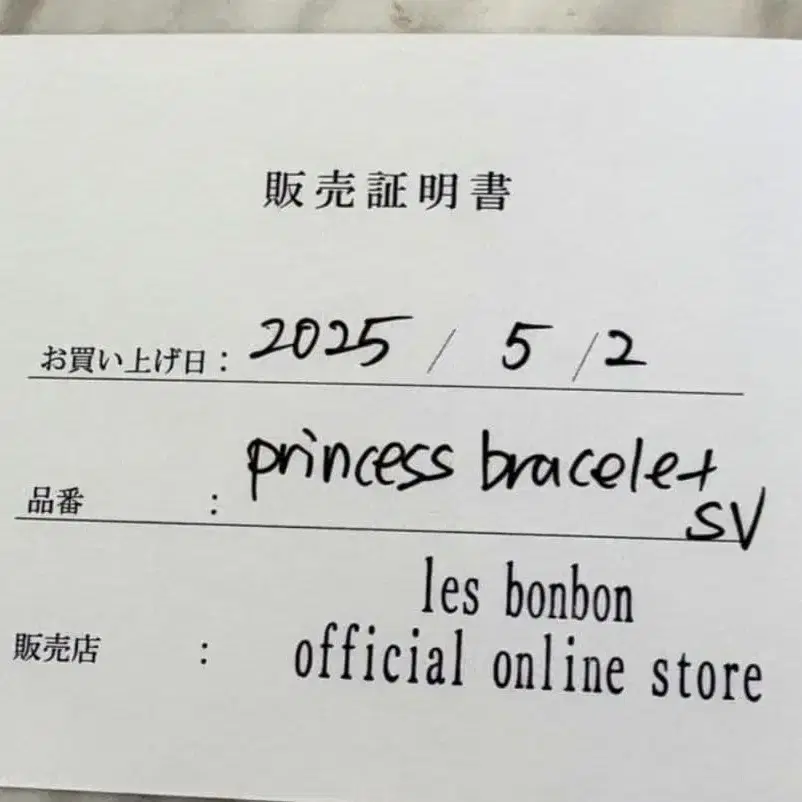 販売証明書
お買い上げ日: 2025 / 5 / 2
品番 : princess bracelet
SV
les bonbon
販売店 : official online store